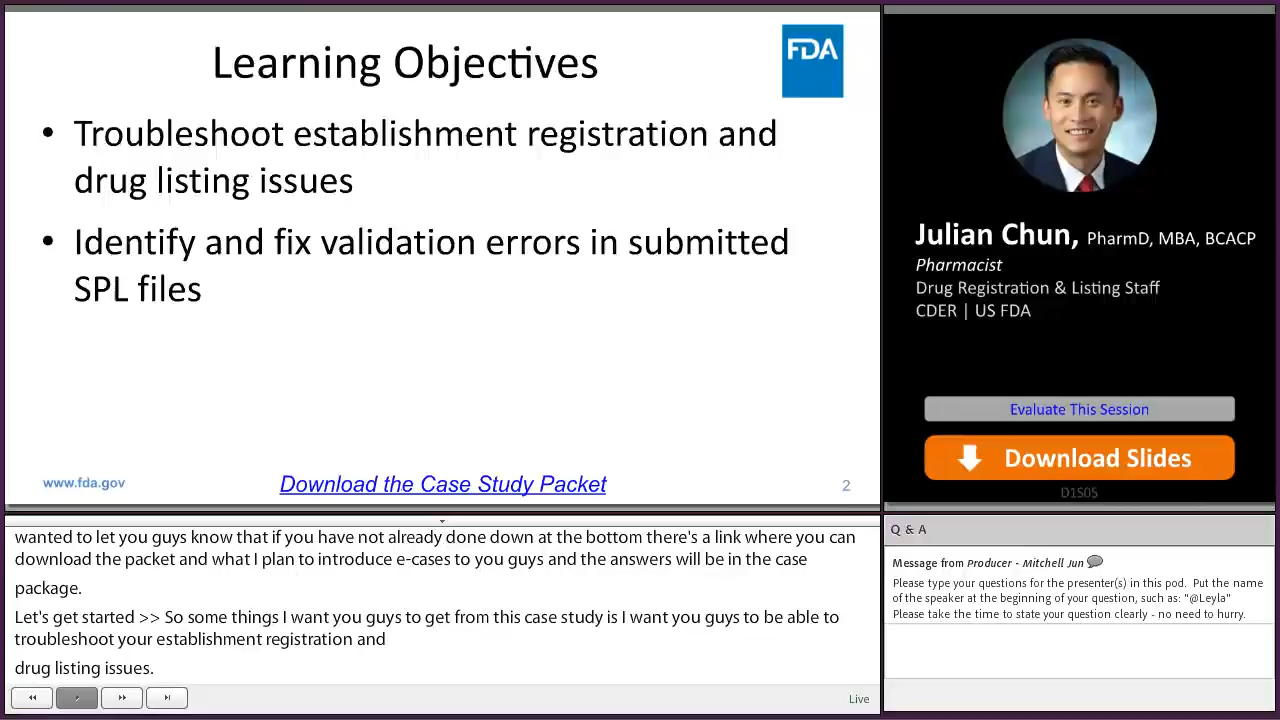 Learning Objectives
FDA
• Troubleshoot establishment registration and
drug listing issues
• Identify and fix validation errors in submitted
SPL files
www.fda.gov
Download the Case Study Packet
2
Julian Chun, PharmD, MBA, BCACP
Pharmacist
Drug Registration & Listing Staff
CDER | US FDA
Evaluate This Session
Download Slides
D1S05
wanted to let you guys know that if you have not already done down at the bottom there's a link where you can
download the packet and what I plan to introduce e-cases to you guys and the answers will be in the case
package.
Let's get started >> So some things I want you guys to get from this case study is I want you guys to be able to
troubleshoot your establishment registration and
drug listing issues.
Live
Q & A
Message from Producer - Mitchell Jun
Please type your questions for the presenter(s) in this pod. Put the name
of the speaker at the beginning of your question, such as: "@Leyla"
Please take the time to state your question clearly - no need to hurry.